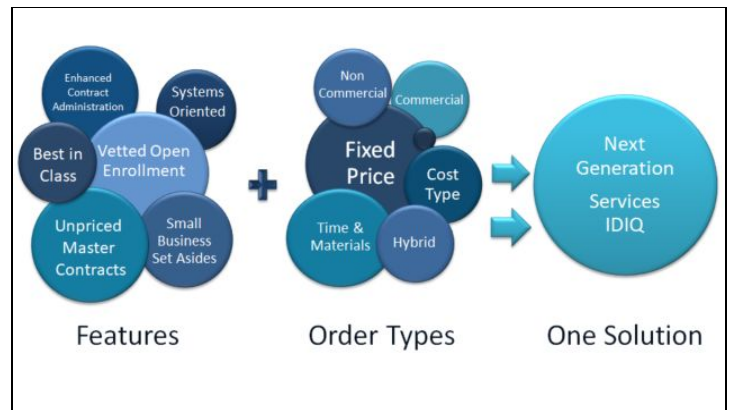 Enhanced
Contract
Administration
Systems
Oriented
Best in
Class
Vetted Open
Enrollment
Unpriced
Master
Contracts
Small
Business
Set Asides
Features
Non
Commercial
Commercial
Fixed
Price
Cost
Type
Time &
Materials
Hybrid
Order Types
Next
Generation
Services
IDIQ
One Solution